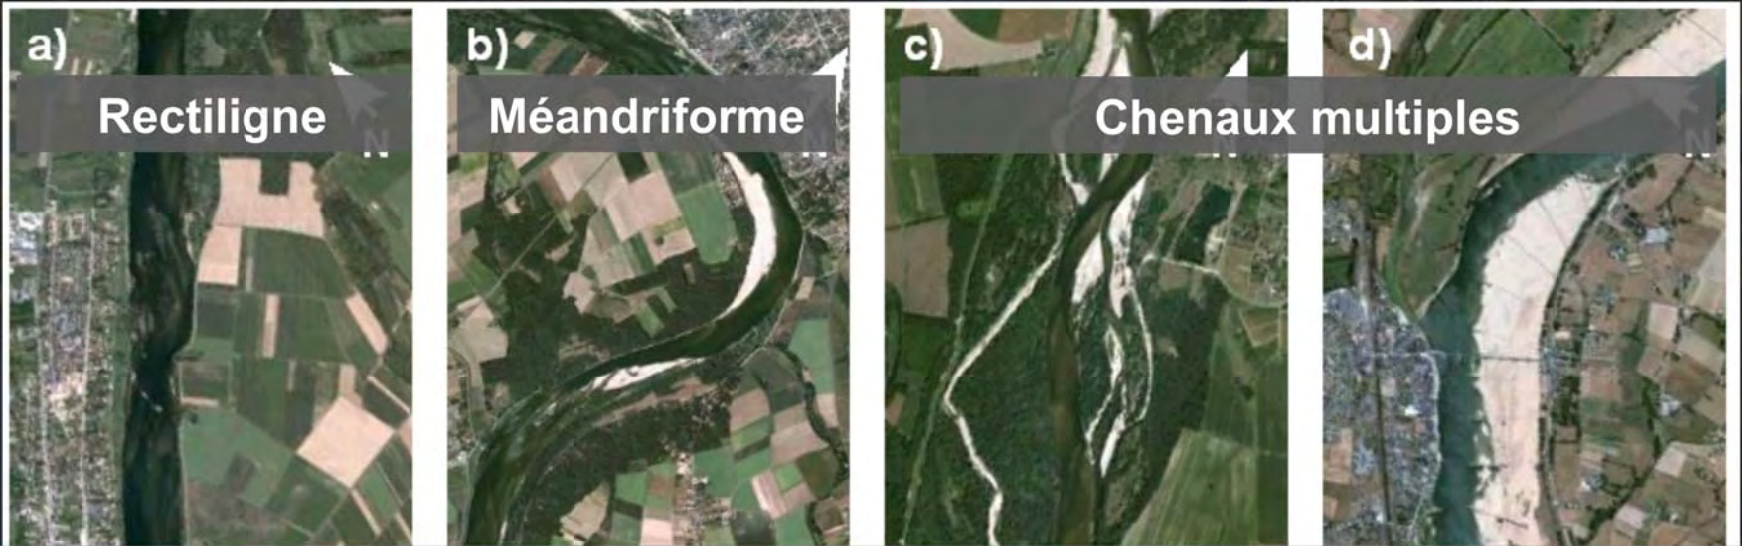 a)
Rectiligne
N
b)
Méandriforme
N
c)
d)
Chenaux multiples
N
N